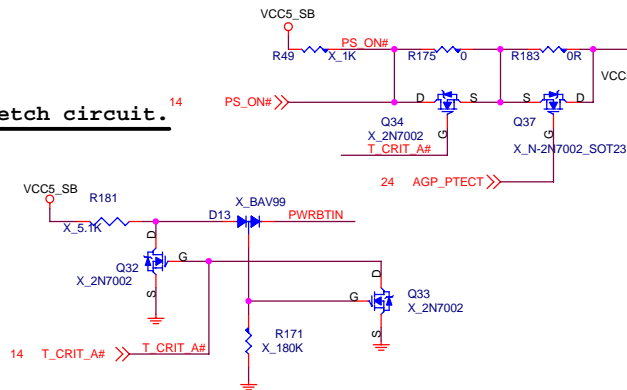 VCC5_SB
PS_ON#
R49
X_1K
R175
0
R183
0R
VCC
etch circuit.
14
PS_ON#
D
S
S
D
Q34
X_2N7002
G
Q37
X_N-2N7002_SOT23
G
T_CRIT_A#
24
AGP_PTECT
VCC5_SB
R181
X_5.1K
X_BAV99
D13
PWRBTIN
D
G
Q32
X_2N7002
S
D
G
Q33
X_2N7002
S
R171
X_180K
14
T_CRIT_A#
T_CRIT_A#